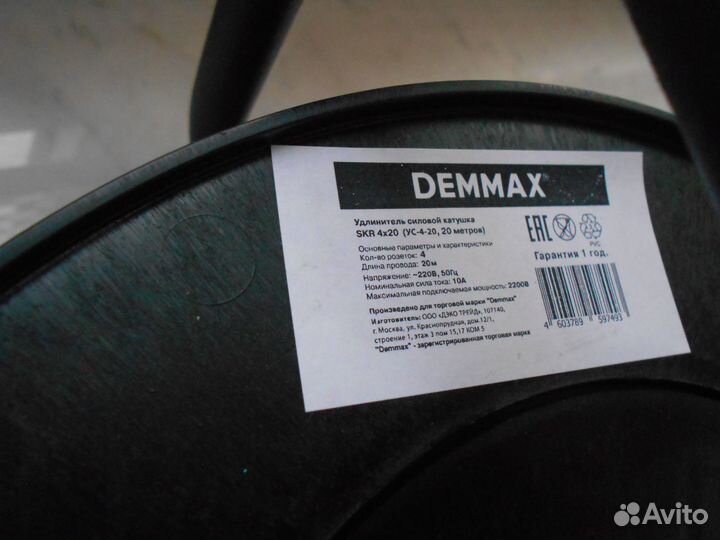 DEMMAX
Удлинитель силовой катушка
SKR 4x20 (УС-4-20, 20 метров)
Основные параметры и характеристики
Кол-во розеток: 4
Длина провода: 20м
Напряжение: ~220В, 50Гц
Номинальная сила тока: 10А
Максимальная подключаемая мощность: 2200В
Произведено для торговой марки "Demmax"
Изготовитель: ООО «ДЭКО ТРЕЙД», 107140,
г. Москва, ул. Краснопрудная, дом.12/1,
строение 1, этаж 3 пом 15,17 КОМ 5
"Demmax" - зарегистрированная торговая марка
EAC
PVC
Гарантия 1 год.
4 603789 597493
Avito